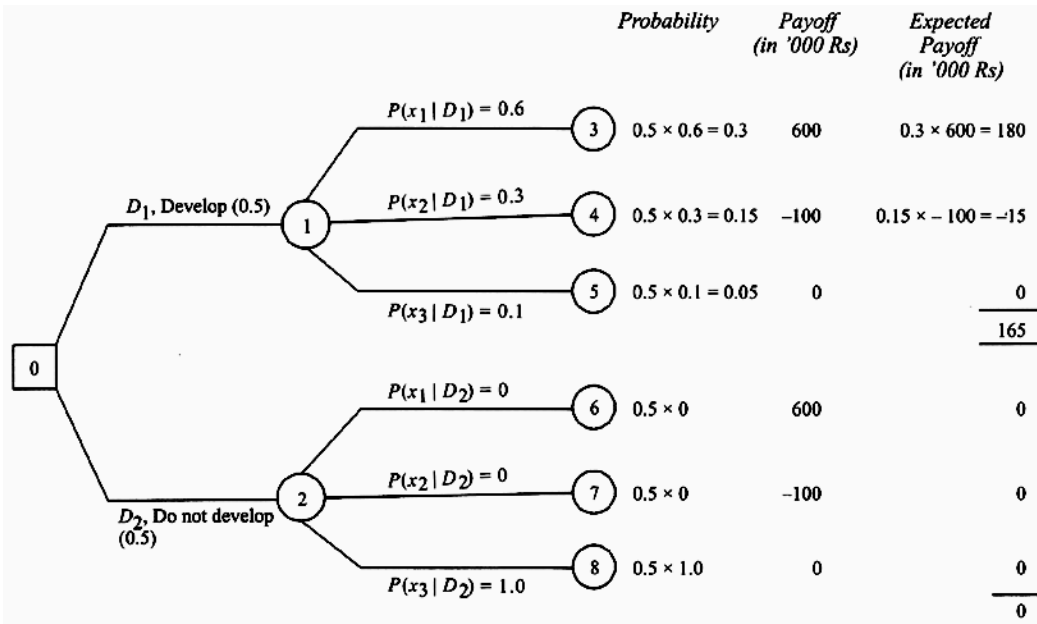 Probability Payoff Expected
(in '000 Rs) Payoff
(in '000 Rs)
P(x1 | D1) = 0.6
3 0.5 × 0.6 = 0.3 600 0.3 × 600 = 180
D1, Develop (0.5) 1 P(x2 | D1) = 0.3 4 0.5 × 0.3 = 0.15 –100 0.15 × – 100 = –15
5 0.5 × 0.1 = 0.05 0 0
P(x3 | D1) = 0.1
165
0
P(x1 | D2) = 0
6 0.5 × 0 600 0
P(x2 | D2) = 0
2 7 0.5 × 0 –100 0
D2, Do not develop
(0.5)
8 0.5 × 1.0 0 0
P(x3 | D2) = 1.0
0